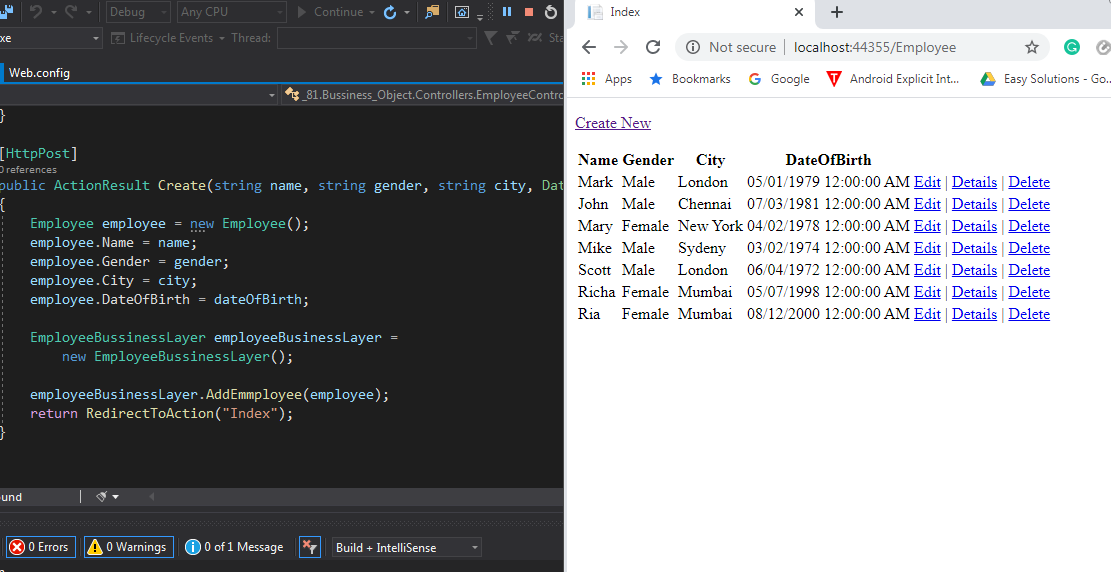 Debug
Any CPU
Continue
xe
Lifecycle Events
Thread:
Sta
Web.config
_81.Bussiness_Object.Controllers.EmployeeContro
}
[HttpPost]
0 references
public ActionResult Create(string name, string gender, string city, Dat
{
Employee employee = new Employee();
employee.Name = name;
employee.Gender = gender;
employee.City = city;
employee.DateOfBirth = dateOfBirth;
EmployeeBussinessLayer employeeBusinessLayer =
new EmployeeBussinessLayer();
employeeBusinessLayer.AddEmmployee(employee);
return RedirectToAction("Index");
}
ound
0 Errors
0 Warnings
0 of 1 Message
Build + IntelliSense
Index
Not secure | localhost:44355/Employee
Apps
Bookmarks
Google
Android Explicit Int...
Easy Solutions - Go..
Create New
Name Gender City DateOfBirth
Mark Male London 05/01/1979 12:00:00 AM Edit | Details | Delete
John Male Chennai 07/03/1981 12:00:00 AM Edit | Details | Delete
Mary Female New York 04/02/1978 12:00:00 AM Edit | Details | Delete
Mike Male Sydeny 03/02/1974 12:00:00 AM Edit | Details | Delete
Scott Male London 06/04/1972 12:00:00 AM Edit | Details | Delete
Richa Female Mumbai 05/07/1998 12:00:00 AM Edit | Details | Delete
Ria Female Mumbai 08/12/2000 12:00:00 AM Edit | Details | Delete